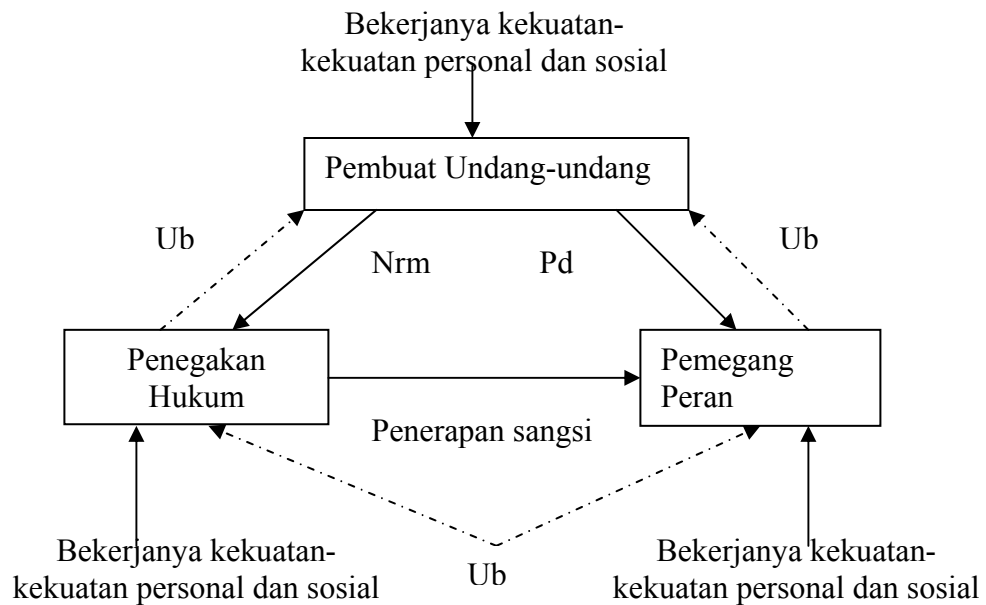 Bekerjanya kekuatan-
kekuatan personal dan sosial
Pembuat Undang-undang
Ub
Ub
Nrm
Pd
Penegakan
Hukum
Pemegang
Peran
Penerapan sangsi
Bekerjanya kekuatan-
kekuatan personal dan sosial
Ub
Bekerjanya kekuatan-
kekuatan personal dan sosial